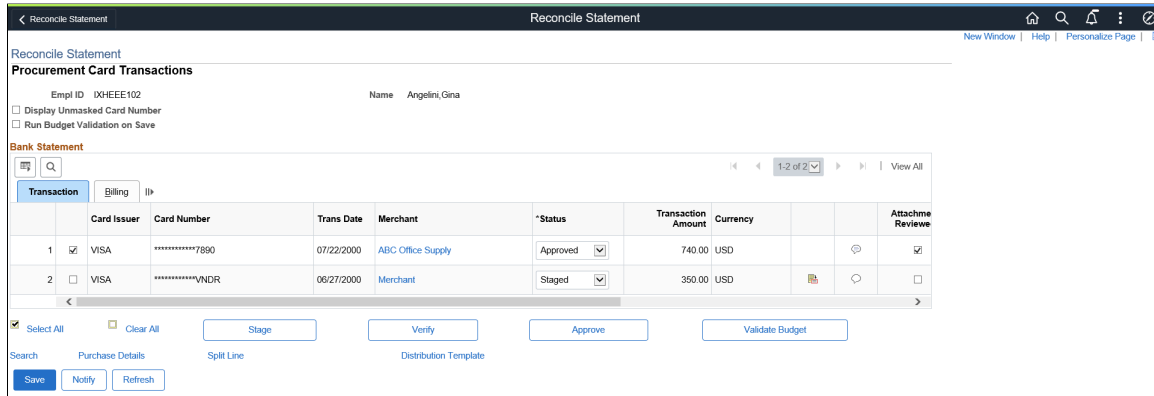 Reconcile Statement
Reconcile Statement
New Window | Help | Personalize Page |
Reconcile Statement
Procurement Card Transactions
Empl ID IXHEEE102 Name Angelini,Gina
Display Unmasked Card Number
Run Budget Validation on Save
Bank Statement
1-2 of 2 | View All
Transaction Billing
Card Issuer Card Number Trans Date Merchant *Status Transaction Amount Currency Attachme Reviewe
1 VISA ************7890 07/22/2000 ABC Office Supply Approved 740.00 USD
2 VISA ************VNDR 06/27/2000 Merchant Staged 350.00 USD
Select All Clear All Stage Verify Approve Validate Budget
Search Purchase Details Split Line Distribution Template
Save Notify Refresh